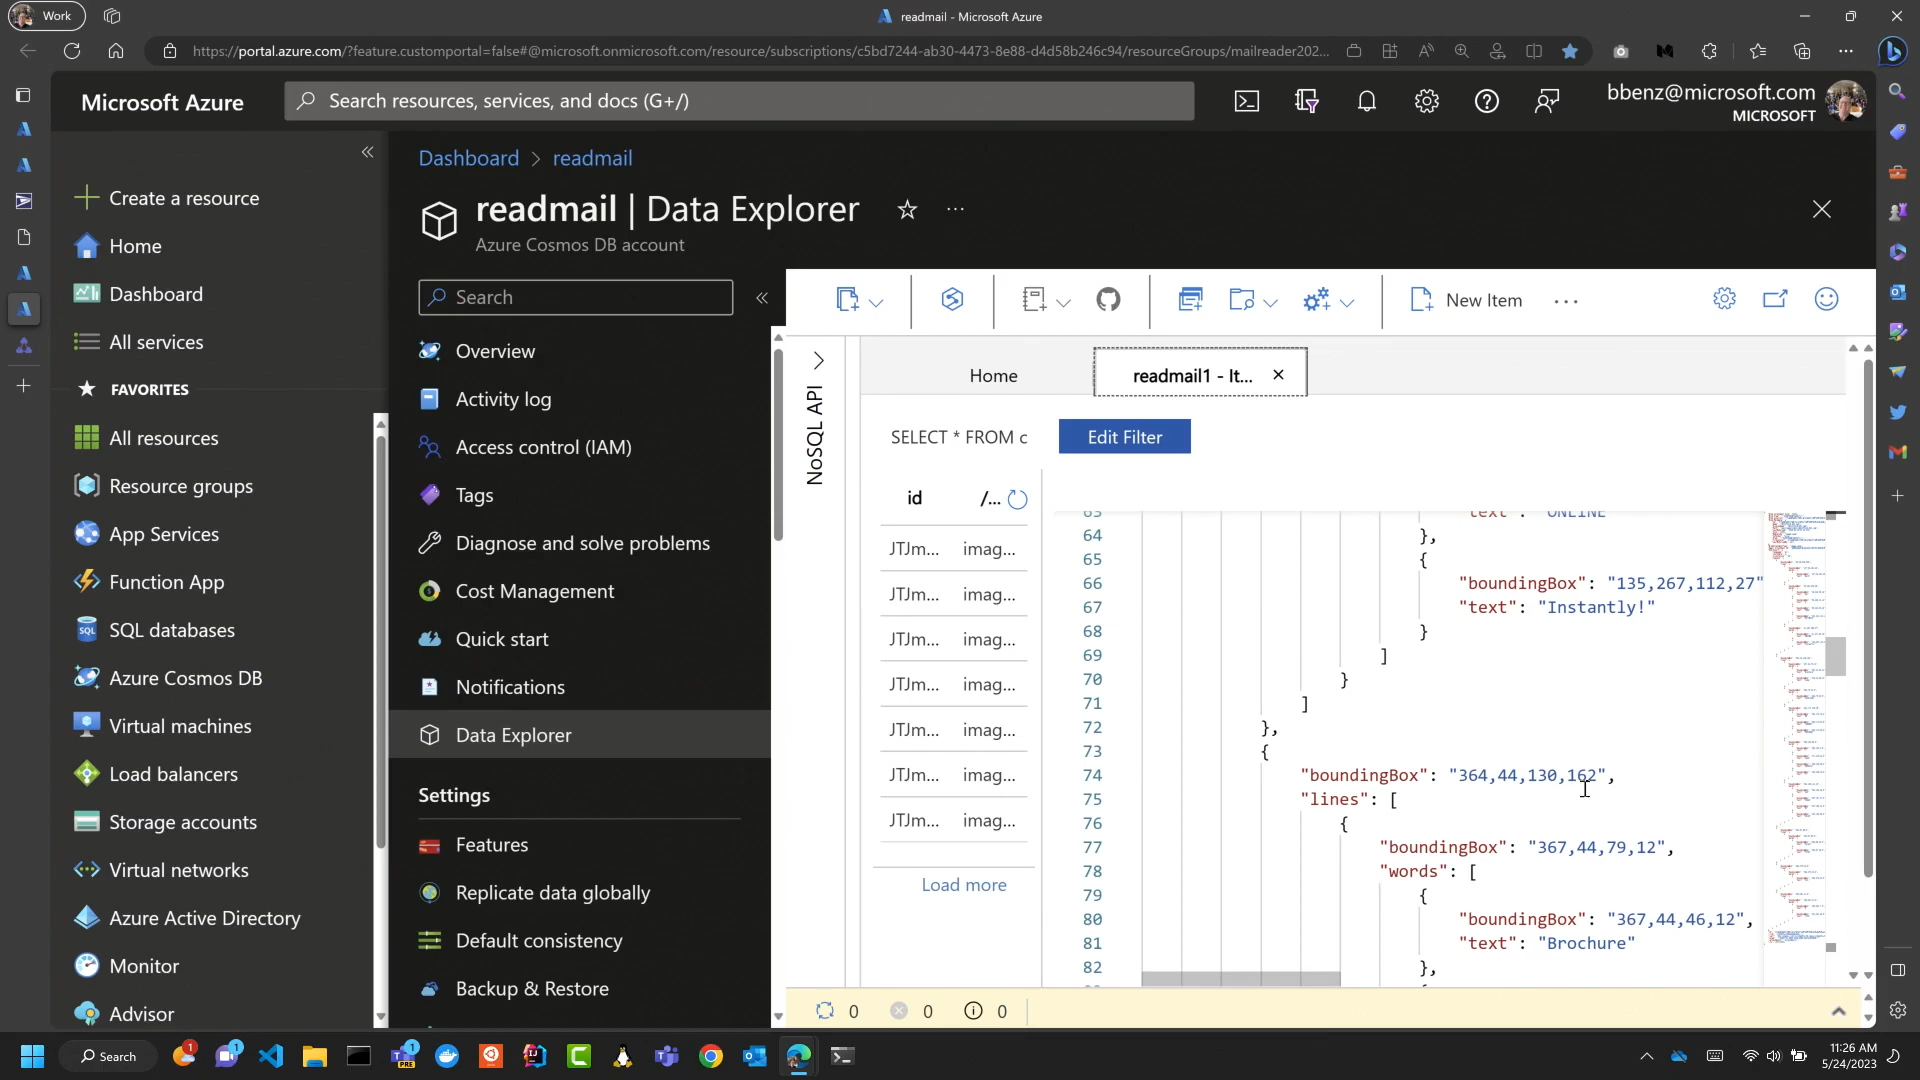 Work
readmail - Microsoft Azure
https://portal.azure.com/?feature.customportal=false#@microsoft.onmicrosoft.com/resource/subscriptions/c5bd7244-ab30-4473-8e88-d4d58b246c94/resourceGroups/mailreader202...
Microsoft Azure
Search resources, services, and docs (G+/)
bbenz@microsoft.com
MICROSOFT
Create a resource
Home
Dashboard
All services
FAVORITES
All resources
Resource groups
App Services
Function App
SQL databases
Azure Cosmos DB
Virtual machines
Load balancers
Storage accounts
Virtual networks
Azure Active Directory
Monitor
Advisor
Dashboard > readmail
readmail | Data Explorer
Azure Cosmos DB account
Search
Overview
Activity log
Access control (IAM)
Tags
Diagnose and solve problems
Cost Management
Quick start
Notifications
Data Explorer
Settings
Features
Replicate data globally
Default consistency
Backup & Restore
New Item
NoSQL API
Home
readmail1 - It...
SELECT * FROM c
Edit Filter
id /...
JTJm... imag...
JTJm... imag...
JTJm... imag...
JTJm... imag...
JTJm... imag...
JTJm... imag...
JTJm... imag...
Load more
63 "text": "ONLINE"
64 },
65 {
66 "boundingBox": "135,267,112,27"
67 "text": "Instantly!"
68 }
69 ]
70 }
71 ]
72 },
73 {
74 "boundingBox": "364,44,130,162",
75 "lines": [
76 {
77 "boundingBox": "367,44,79,12",
78 "words": [
79 {
80 "boundingBox": "367,44,46,12",
81 "text": "Brochure"
82 },
0 0 0
Search
11:26 AM
5/24/2023